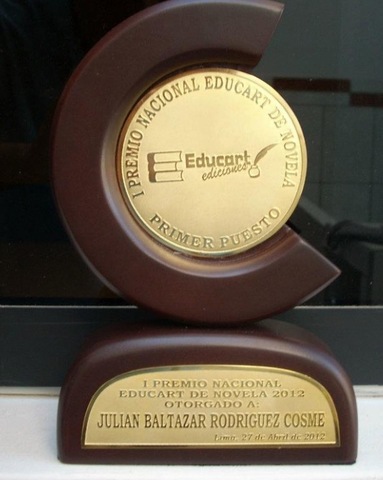 I PREMIO NACIONAL EDUCART DE NOVELA
Educart
ediciones
PRIMER PUESTO
I PREMIO NACIONAL
EDUCART DE NOVELA 2012
OTORGADO A:
JULIAN BALTAZAR RODRIGUEZ COSME
Lima, 27 de Abril de 2012